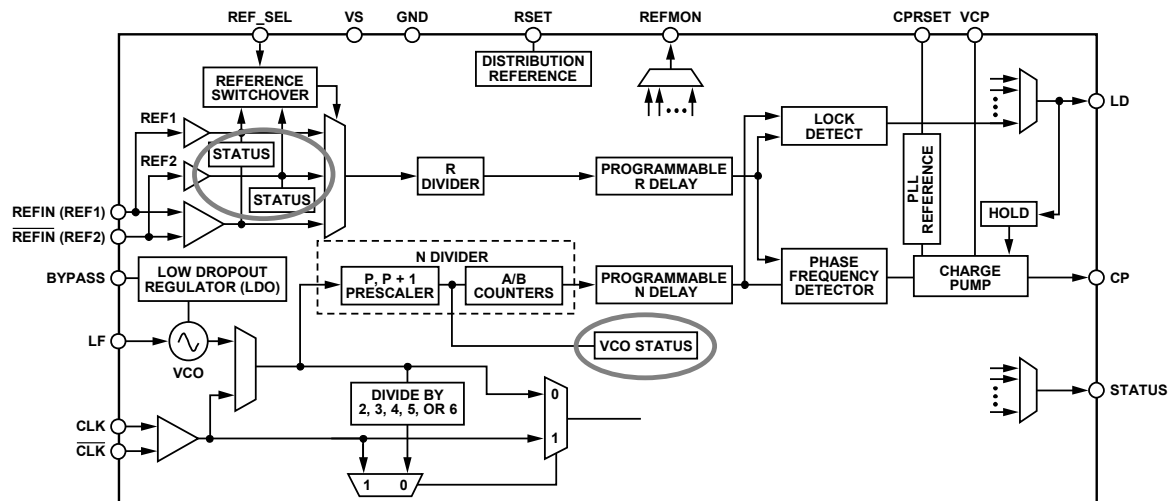 REF_SEL
VS
GND
RSET
REFMON
CPRSET
VCP
DISTRIBUTION
REFERENCE
REFERENCE
SWITCHOVER
LD
REF1
STATUS
LOCK
DETECT
REF2
R
DIVIDER
PROGRAMMABLE
R DELAY
PLL
REFERENCE
STATUS
REFIN (REF1)
REFIN (REF2)
HOLD
N DIVIDER
LOW DROPOUT
REGULATOR (LDO)
BYPASS
P, P + 1
PRESCALER
A/B
COUNTERS
PROGRAMMABLE
N DELAY
PHASE
FREQUENCY
DETECTOR
CHARGE
PUMP
CP
LF
VCO
VCO STATUS
STATUS
DIVIDE BY
2, 3, 4, 5, OR 6
0
CLK
CLK
1
1 0